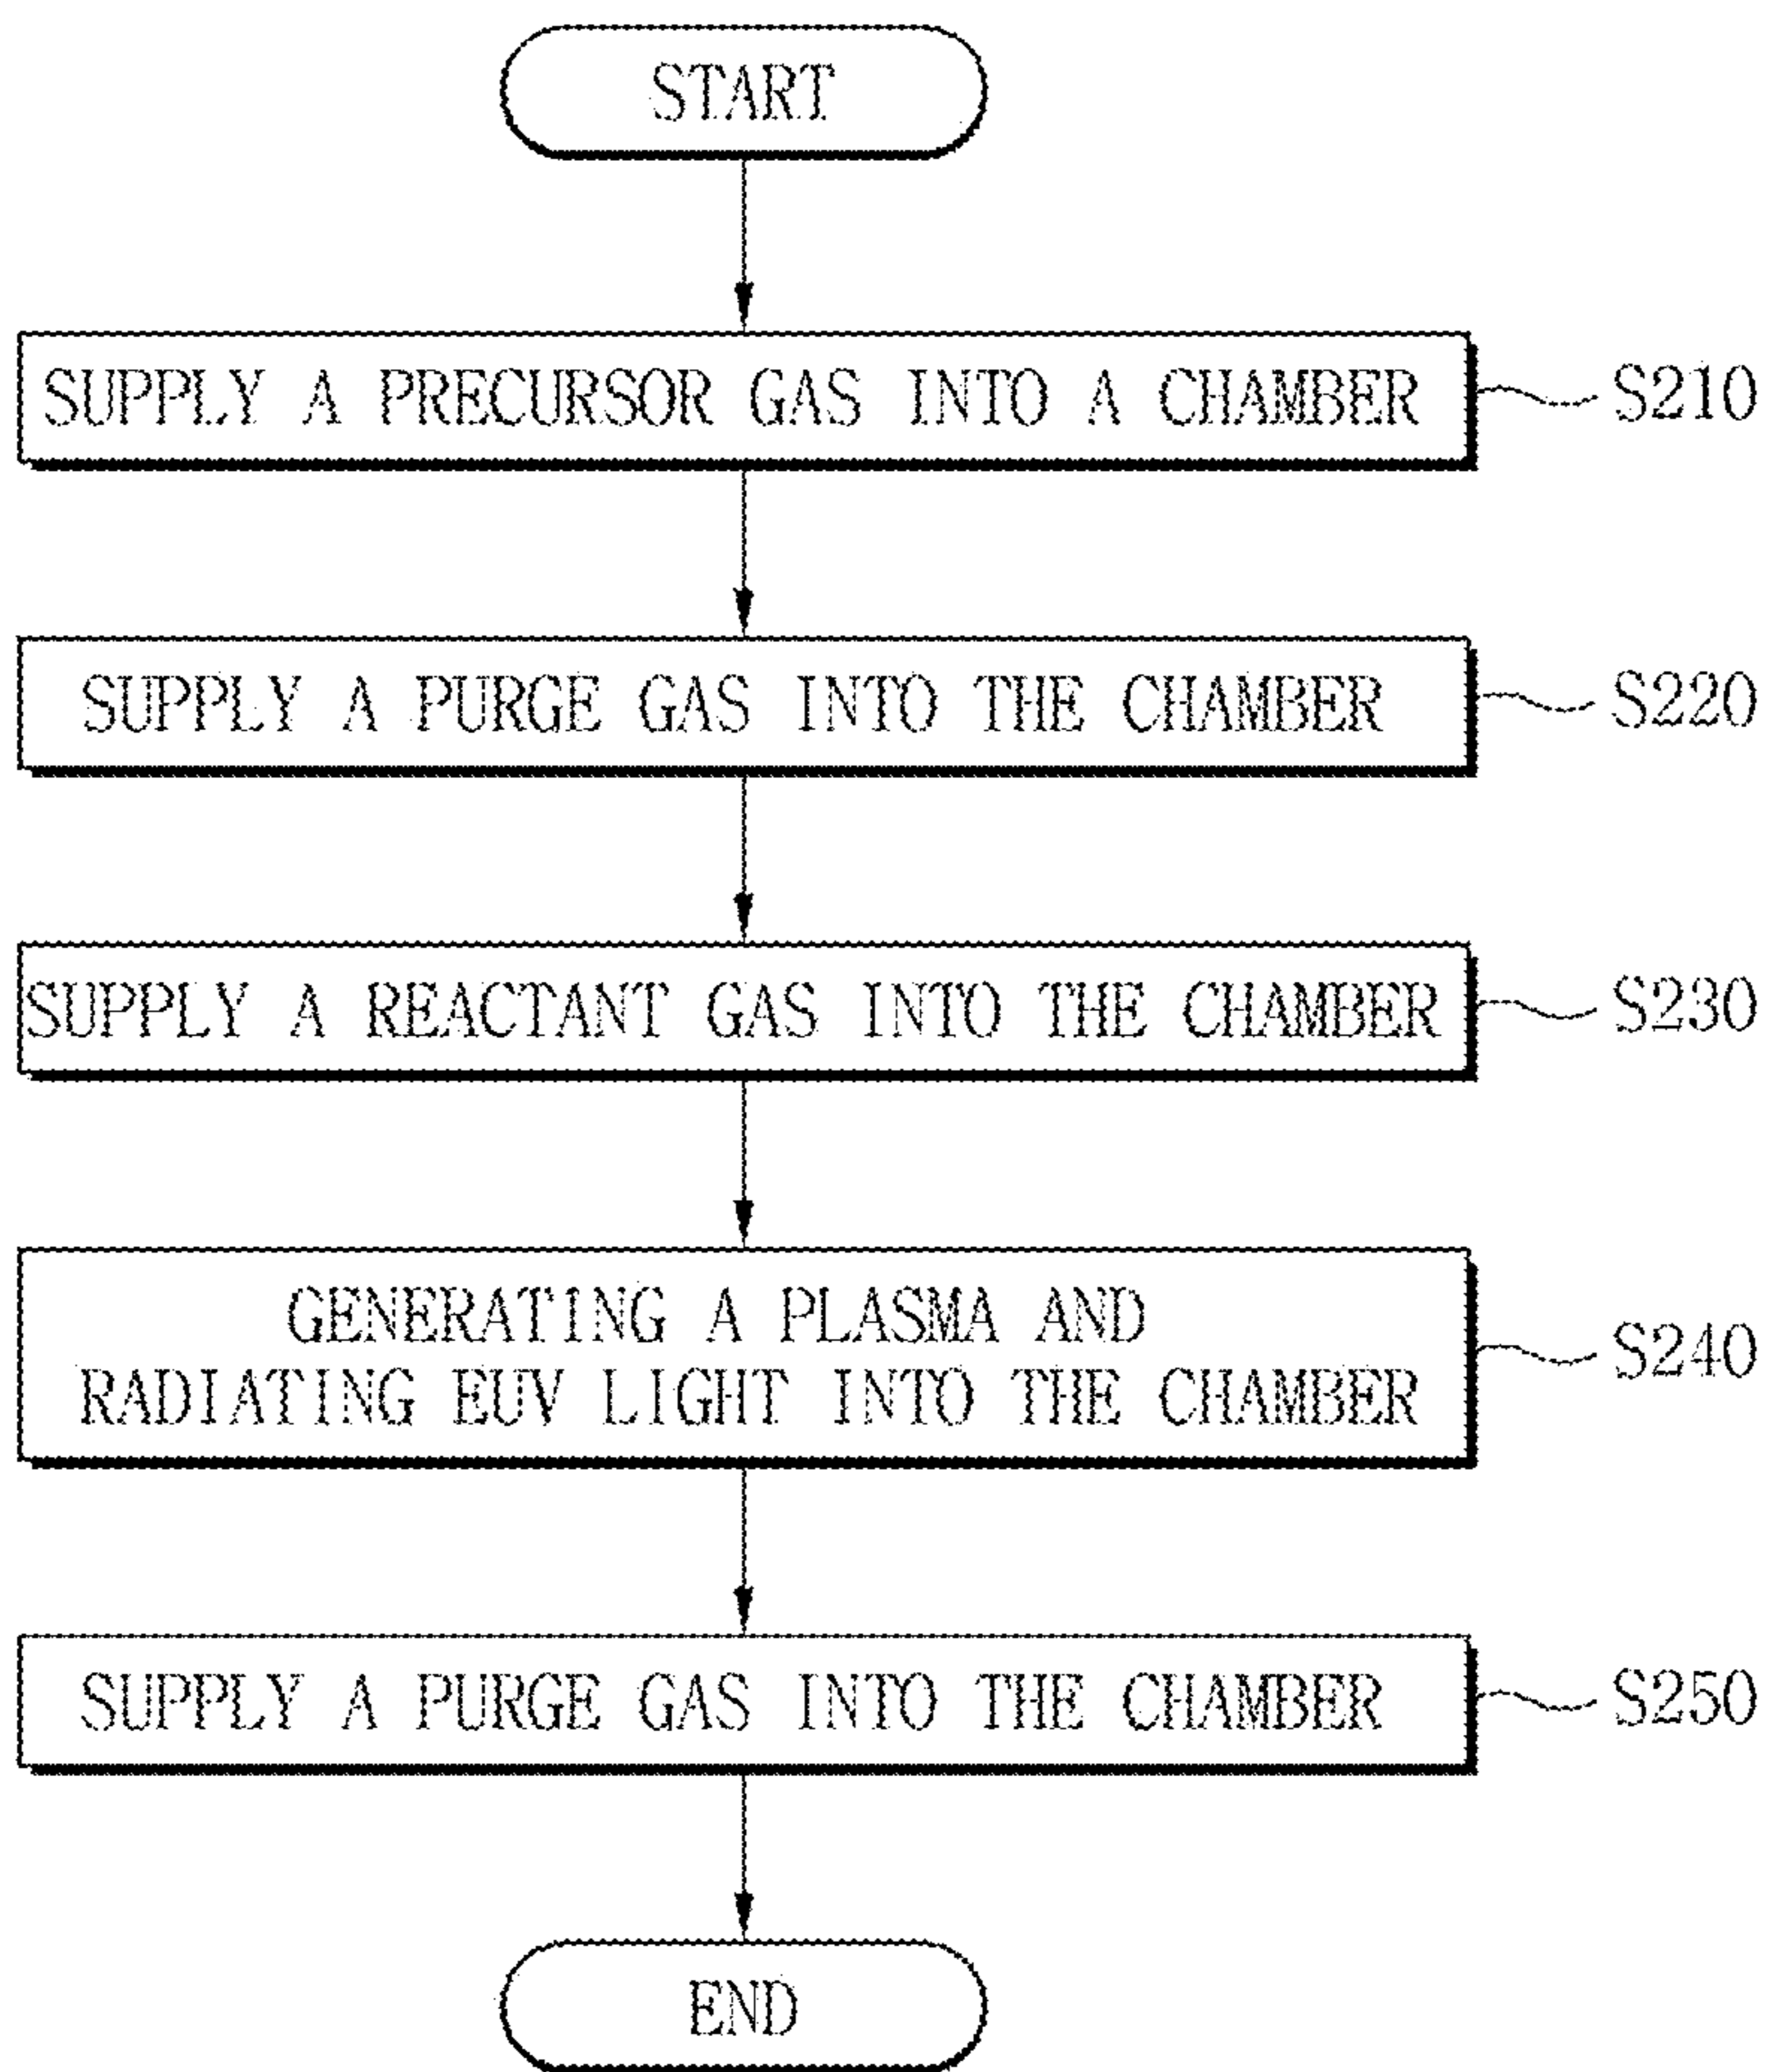 START
SUPPLY A PRECURSOR GAS INTO A CHAMBER
S210
SUPPLY A PURGE GAS INTO THE CHAMBER
S220
SUPPLY A REACTANT GAS INTO THE CHAMBER
S230
GENERATING A PLASMA AND
RADIATING EUV LIGHT INTO THE CHAMBER
S240
SUPPLY A PURGE GAS INTO THE CHAMBER
S250
END